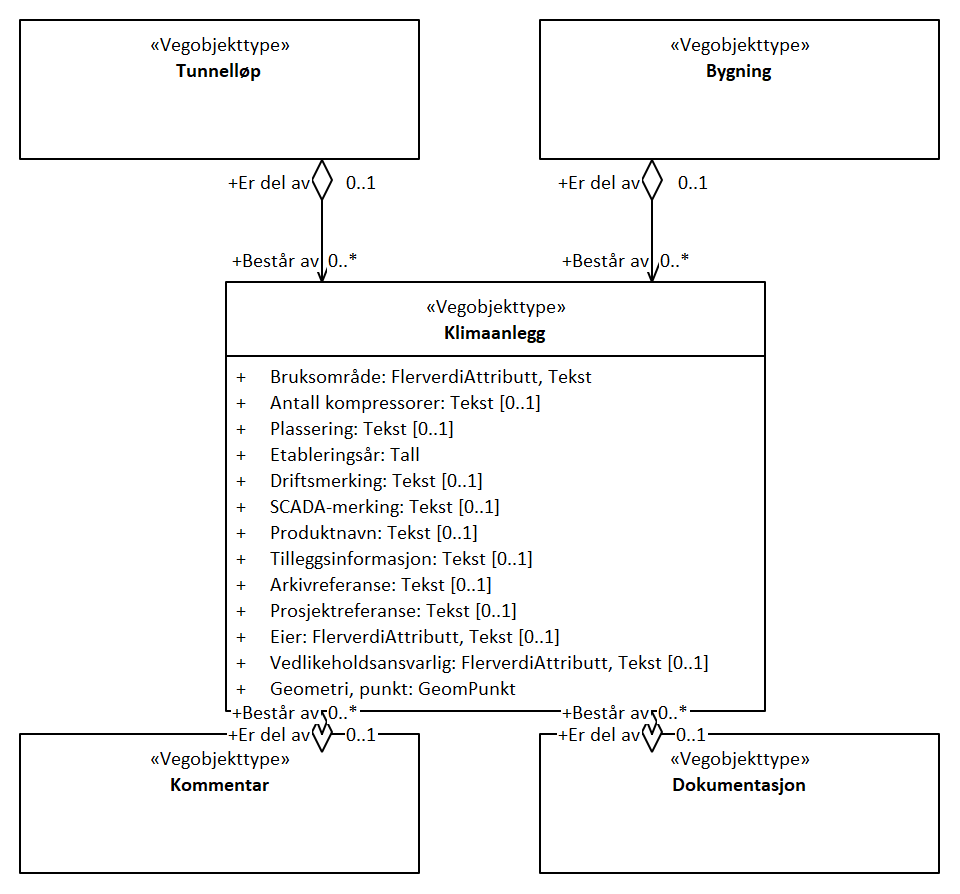 «Vegobjekttype»
Tunnelløp
«Vegobjekttype»
Bygning
+Er del av 0..1
+Er del av 0..1
+Består av 0..*
+Består av 0..*
«Vegobjekttype»
Klimaanlegg
+ Bruksområde: FlerverdiAttributt, Tekst
+ Antall kompressorer: Tekst [0..1]
+ Plassering: Tekst [0..1]
+ Etableringsår: Tall
+ Driftsmerking: Tekst [0..1]
+ SCADA-merking: Tekst [0..1]
+ Produktnavn: Tekst [0..1]
+ Tilleggsinformasjon: Tekst [0..1]
+ Arkivreferanse: Tekst [0..1]
+ Prosjektreferanse: Tekst [0..1]
+ Eier: FlerverdiAttributt, Tekst [0..1]
+ Vedlikeholdsansvarlig: FlerverdiAttributt, Tekst [0..1]
+ Geometri, punkt: GeomPunkt
+Består av 0..*
+Består av 0..*
+Er del av 0..1
+Er del av 0..1
«Vegobjekttype»
Kommentar
«Vegobjekttype»
Dokumentasjon